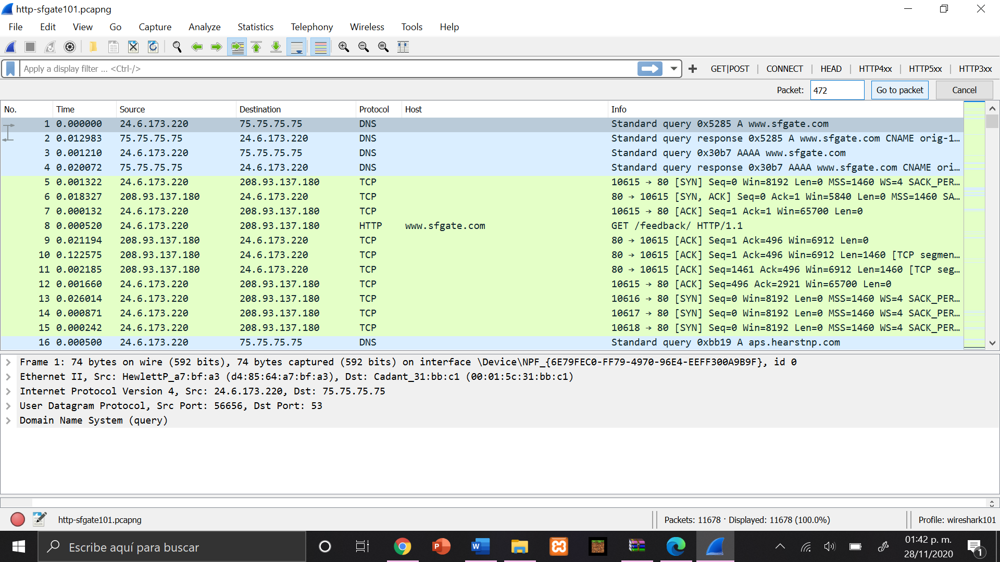 http-sfgate101.pcapng
File Edit View Go Capture Analyze Statistics Telephony Wireless Tools Help
Apply a display filter ... <Ctrl-/> GET|POST CONNECT HEAD HTTP4xx HTTP5xx HTTP3xx
Packet: 472 Go to packet Cancel
No. Time Source Destination Protocol Host Info
1 0.000000 24.6.173.220 75.75.75.75 DNS Standard query 0x5285 A www.sfgate.com
2 0.012983 75.75.75.75 24.6.173.220 DNS Standard query response 0x5285 A www.sfgate.com CNAME orig-1…
3 0.001210 24.6.173.220 75.75.75.75 DNS Standard query 0x30b7 AAAA www.sfgate.com
4 0.020072 75.75.75.75 24.6.173.220 DNS Standard query response 0x30b7 AAAA www.sfgate.com CNAME ori…
5 0.001322 24.6.173.220 208.93.137.180 TCP 10615 → 80 [SYN] Seq=0 Win=8192 Len=0 MSS=1460 WS=4 SACK_PER…
6 0.018327 208.93.137.180 24.6.173.220 TCP 80 → 10615 [SYN, ACK] Seq=0 Ack=1 Win=5840 Len=0 MSS=1460 SA…
7 0.000132 24.6.173.220 208.93.137.180 TCP 10615 → 80 [ACK] Seq=1 Ack=1 Win=65700 Len=0
8 0.000520 24.6.173.220 208.93.137.180 HTTP www.sfgate.com GET /feedback/ HTTP/1.1
9 0.021194 208.93.137.180 24.6.173.220 TCP 80 → 10615 [ACK] Seq=1 Ack=496 Win=6912 Len=0
10 0.122575 208.93.137.180 24.6.173.220 TCP 80 → 10615 [ACK] Seq=1 Ack=496 Win=6912 Len=1460 [TCP segmen…
11 0.002185 208.93.137.180 24.6.173.220 TCP 80 → 10615 [ACK] Seq=1461 Ack=496 Win=6912 Len=1460 [TCP seg…
12 0.001660 24.6.173.220 208.93.137.180 TCP 10615 → 80 [ACK] Seq=496 Ack=2921 Win=65700 Len=0
13 0.026014 24.6.173.220 208.93.137.180 TCP 10616 → 80 [SYN] Seq=0 Win=8192 Len=0 MSS=1460 WS=4 SACK_PER…
14 0.000871 24.6.173.220 208.93.137.180 TCP 10617 → 80 [SYN] Seq=0 Win=8192 Len=0 MSS=1460 WS=4 SACK_PER…
15 0.000242 24.6.173.220 208.93.137.180 TCP 10618 → 80 [SYN] Seq=0 Win=8192 Len=0 MSS=1460 WS=4 SACK_PER…
16 0.000500 24.6.173.220 75.75.75.75 DNS Standard query 0xbb19 A aps.hearstnp.com
Frame 1: 74 bytes on wire (592 bits), 74 bytes captured (592 bits) on interface \Device\NPF_{6E79FEC0-FF79-4970-96E4-EEFF300A9B9F}, id 0
Ethernet II, Src: HewlettP_a7:bf:a3 (d4:85:64:a7:bf:a3), Dst: Cadant_31:bb:c1 (00:01:5c:31:bb:c1)
Internet Protocol Version 4, Src: 24.6.173.220, Dst: 75.75.75.75
User Datagram Protocol, Src Port: 56656, Dst Port: 53
Domain Name System (query)
http-sfgate101.pcapng Packets: 11678 · Displayed: 11678 (100.0%) Profile: wireshark101
Escribe aquí para buscar 01:42 p. m.
28/11/2020 1